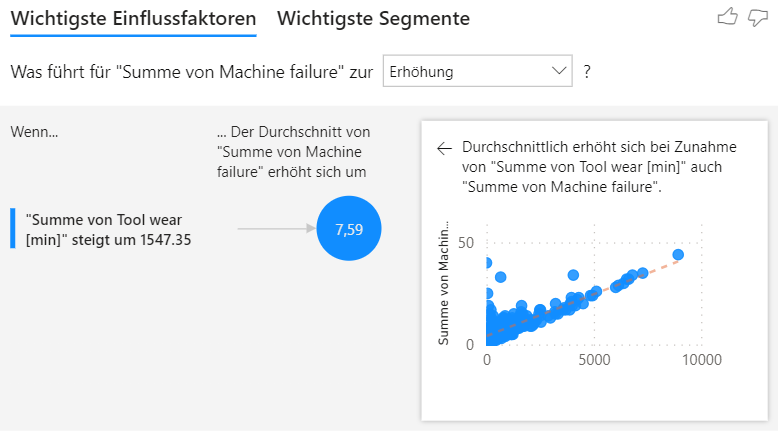 Wichtigste Einflussfaktoren Wichtigste Segmente
Was führt für "Summe von Machine failure" zur Erhöhung ?
Wenn...
... Der Durchschnitt von
"Summe von Machine
failure" erhöht sich um
"Summe von Tool wear
[min]" steigt um 1547.35
7,59
Durchschnittlich erhöht sich bei Zunahme
von "Summe von Tool wear [min]" auch
"Summe von Machine failure".
Summe von Machin...
50
0
0 5000 10000